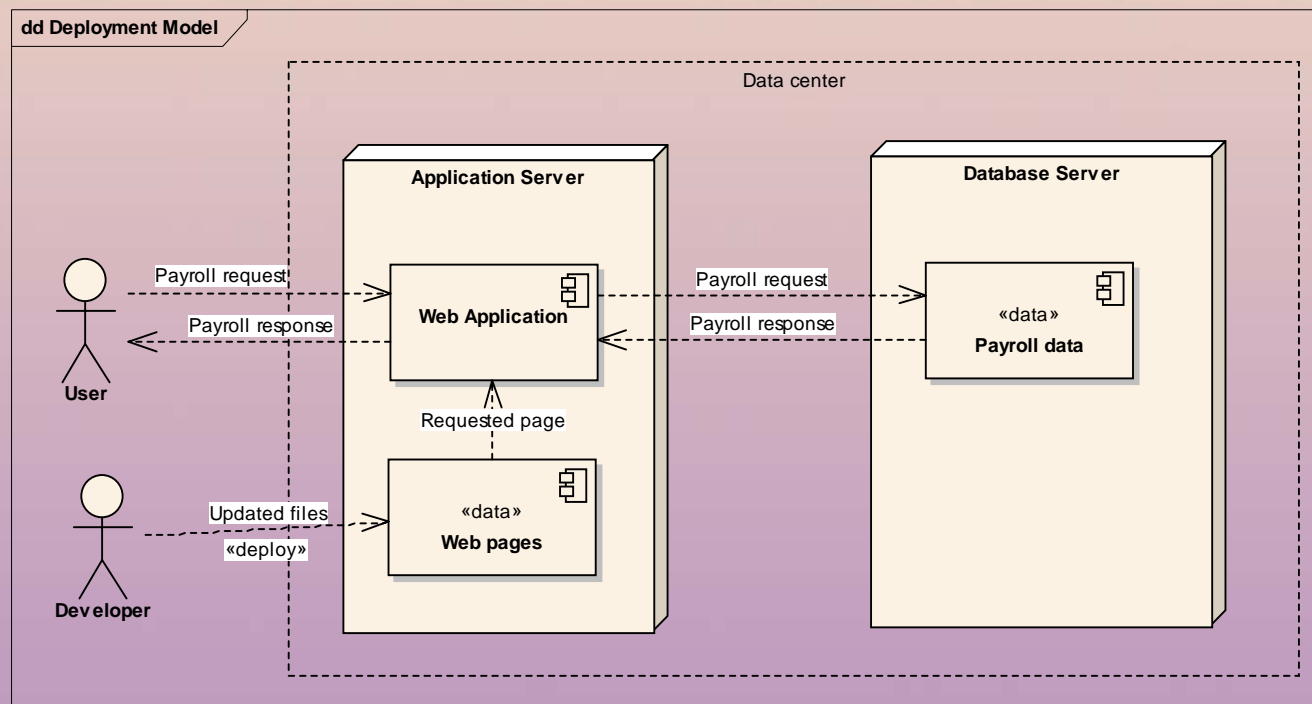 dd Deployment Model
Data center
Application Server
Database Server
Payroll request
Payroll request
Web Application
«data»
Payroll data
Payroll response
Payroll response
User
Requested page
Updated files
«deploy»
«data»
Web pages
Developer